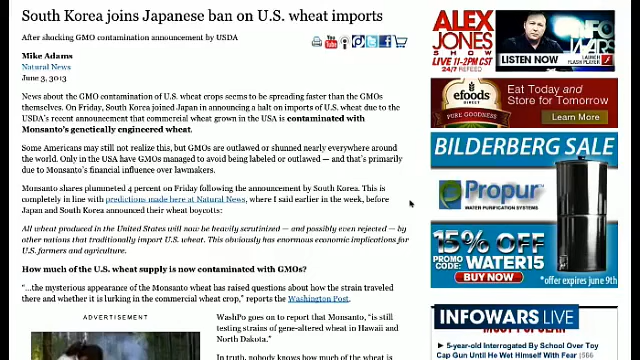 South Korea joins Japanese ban on U.S. wheat imports
After shocking GMO contamination announcement by USDA
Mike Adams
Natural News
June 3, 2013
News about the GMO contamination of U.S. wheat crops seems to be spreading faster than the GMOs
themselves. On Friday, South Korea joined Japan in announcing a halt on imports of U.S. wheat due to the
USDA's recent announcement that commercial wheat grown in the USA is contaminated with
Monsanto's genetically engineered wheat.
Some Americans may still not realize this, but GMOs are outlawed or shunned nearly everywhere around
the world. Only in the USA have GMOs managed to avoid being labeled or outlawed — and that's primarily
due to Monsanto's financial influence over lawmakers.
Monsanto shares plummeted 4 percent on Friday following the announcement by South Korea. This is
completely in line with predictions made here at Natural News, where I said earlier in the week, before
Japan and South Korea announced their wheat boycotts:
All wheat produced in the United States will now be heavily scrutinized — and possibly even rejected — by
other nations that traditionally import U.S. wheat. This obviously has enormous economic implications for
U.S. farmers and agriculture.
How much of the U.S. wheat supply is now contaminated with GMOs?
"...the mysterious appearance of the Monsanto wheat has raised questions about how the strain traveled
there and whether it is lurking in the commercial wheat crop," reports the Washington Post.
ADVERTISEMENT
WashPo goes on to report that Monsanto, "is still
testing strains of gene-altered wheat in Hawaii and
North Dakota."
In truth, nobody knows how much of the wheat is
You
Tube
ALEX
JONES
SHOW
LIVE 11-2PM CST
24/7 REFEED
INFO
WARS
LISTEN NOW
LAUNCH
FLASH PLAYER
efoods
DIRECT
PURE GOODNESS
Eat Today and
Store for Tomorrow
Learn More
BILDERBERG SALE
Propur
WATER PURIFICATION SYSTEMS
15% OFF
PROMO
CODE: WATER15
BUY NOW
*offer expires June 9th
INFOWARS LIVE
MOST POPULAR
5-year-old Interrogated By School Over Toy
Cap Gun Until He Wet Himself With Fear (566